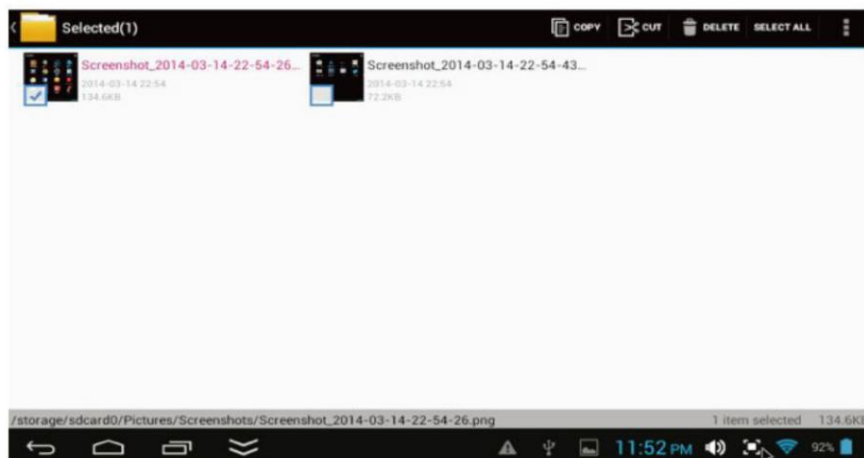 Selected(1)
COPY
CUT
DELETE
SELECT ALL
Screenshot_2014-03-14-22-54-26...
2014-03-14 22:54
134.6KB
Screenshot_2014-03-14-22-54-43...
2014-03-14 22:54
72.2KB
/storage/sdcard0/Pictures/Screenshots/Screenshot_2014-03-14-22-54-26.png
1 item selected
134.6K
11:52 PM
92%